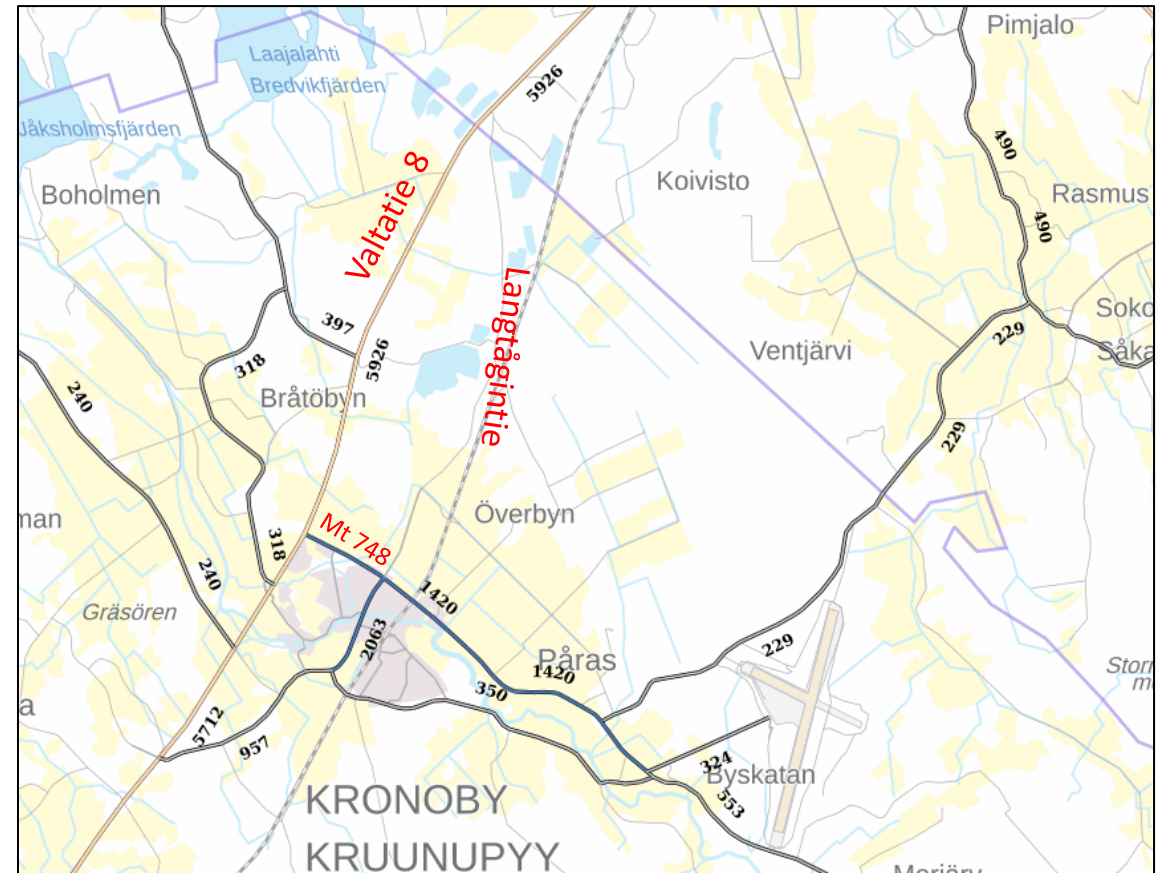 Pimjalo
Laajalahti
Bredvikfjärden
5926
Jåksholmsfjärden
490
Valtatie 8
Koivisto
Boholmen
Rasmus
490
Langtågintie
Soko
397
229
Såka
Ventjärvi
5926
318
240
Bråtöbyn
229
man
Överbyn
Mt 748
318
240
1420
Gräsören
2063
229
Påras
1420
350
a
5712
957
324
Byskatan
553
KRONOBY
KRUUNUPYY